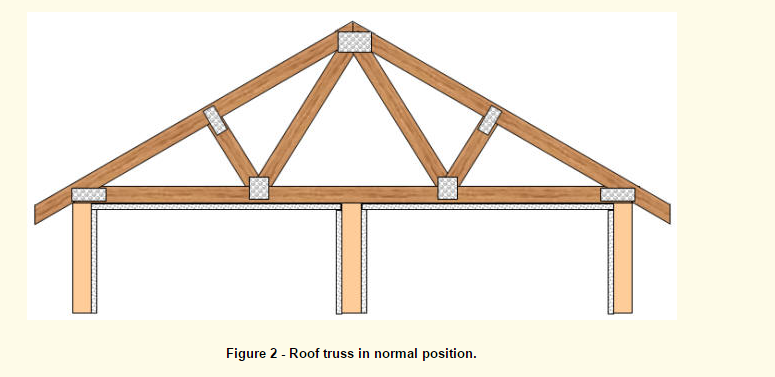 Figure 2 - Roof truss in normal position.